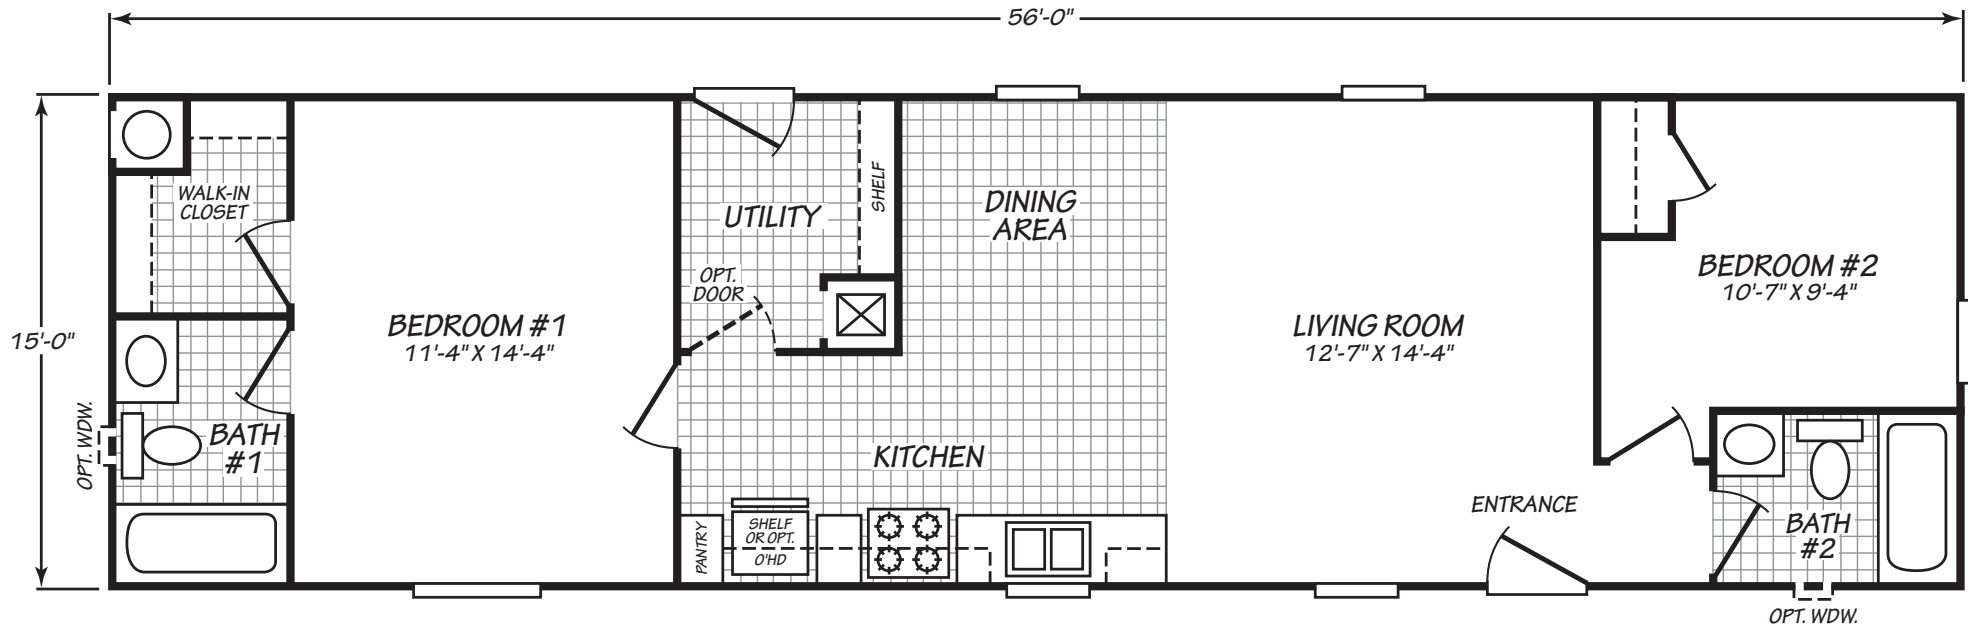 56'-0"
15'-0"
WALK-IN
CLOSET
BEDROOM #1
11'-4" X 14'-4"
UTILITY
SHELF
OPT.
DOOR
DINING
AREA
LIVING ROOM
12'-7" X 14'-4"
BEDROOM #2
10'-7" X 9'-4"
OPT. WDW.
BATH
#1
KITCHEN
PANTRY
SHELF
OR OPT.
O'HD
ENTRANCE
BATH
#2
OPT. WDW.